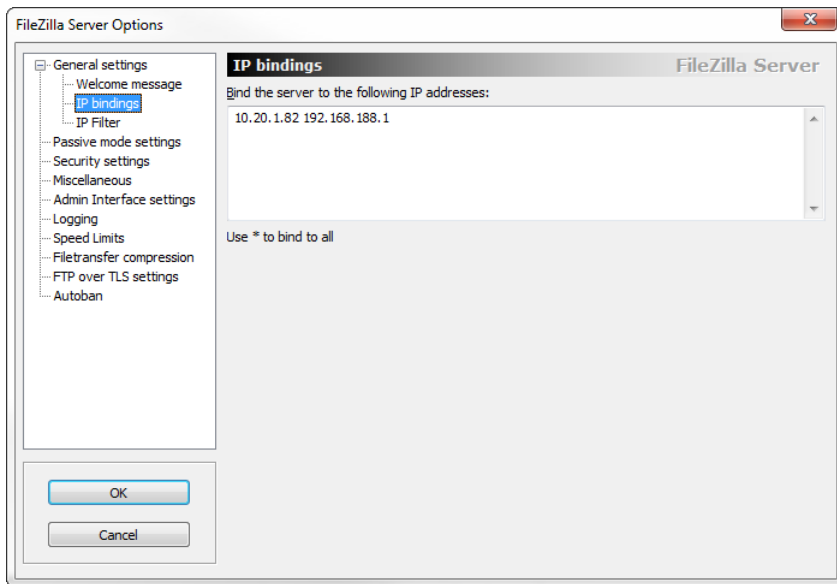 FileZilla Server Options
General settings
Welcome message
IP bindings
IP Filter
Passive mode settings
Security settings
Miscellaneous
Admin Interface settings
Logging
Speed Limits
Filetransfer compression
FTP over TLS settings
Autoban
OK
Cancel
IP bindings FileZilla Server
Bind the server to the following IP addresses:
10.20.1.82 192.168.188.1
Use * to bind to all